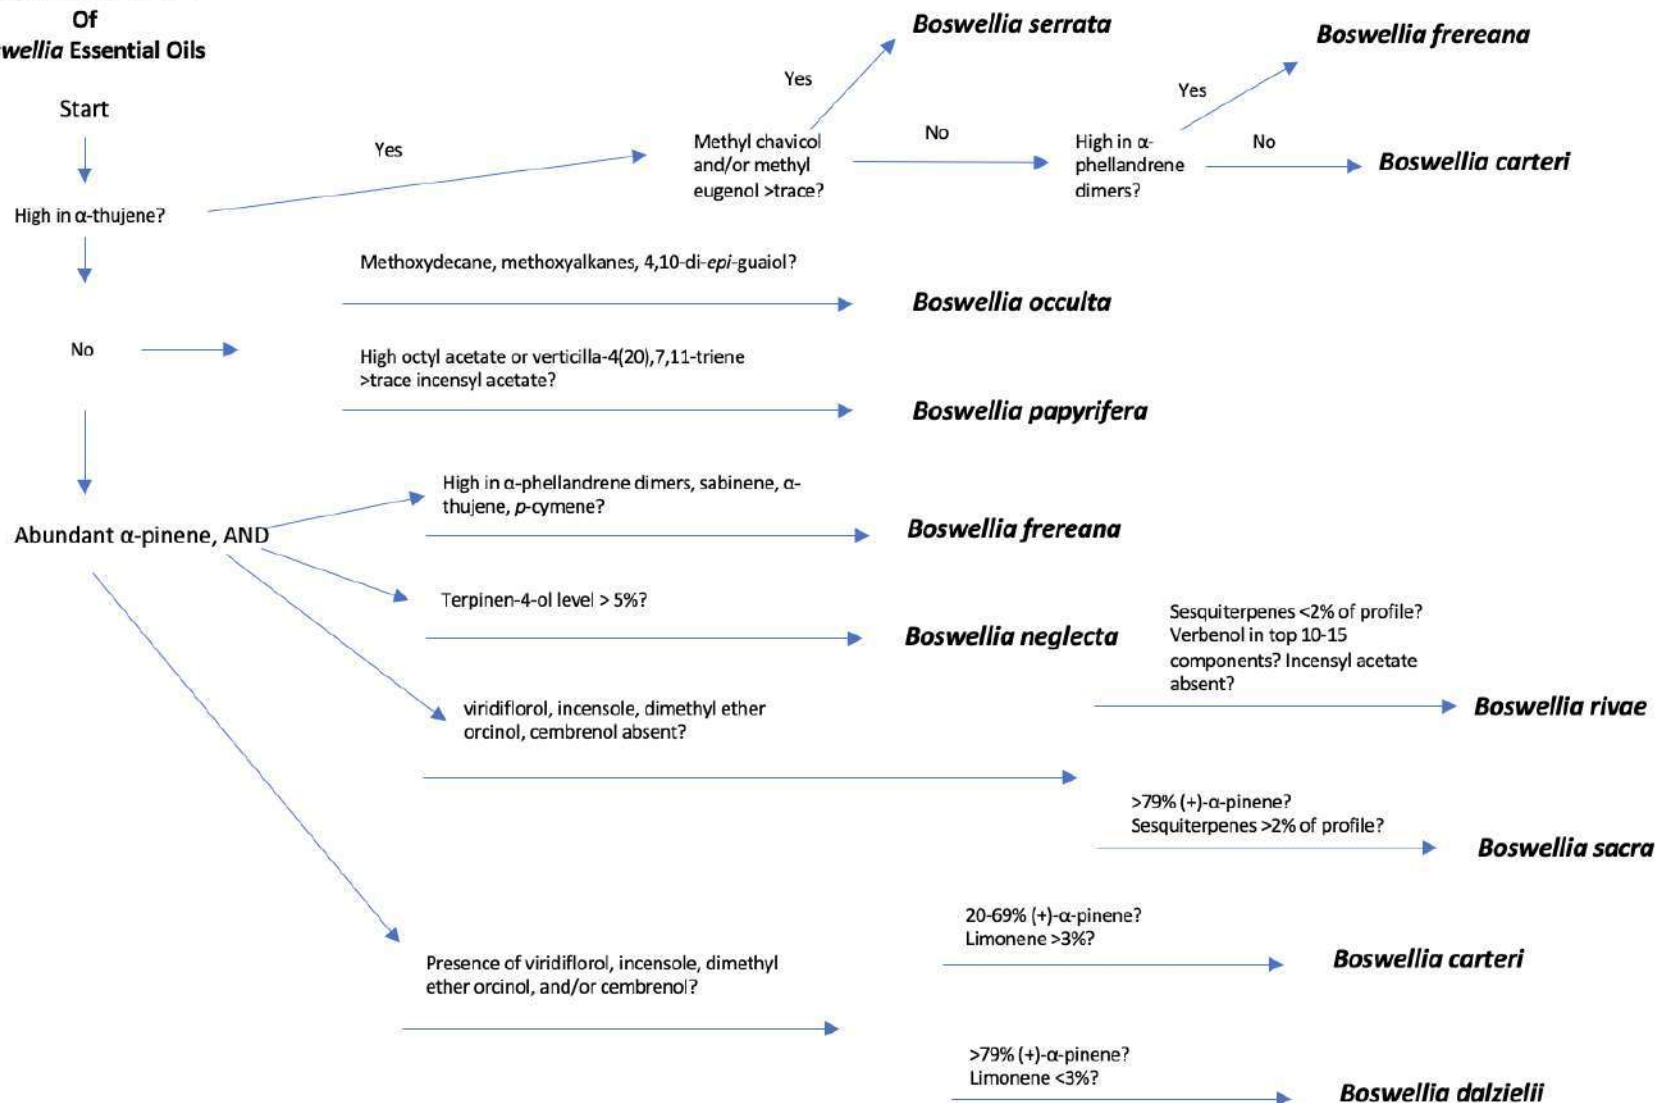 Of
Essential Oils
Start
High in α-thujene?
Yes
Methyl chavicol
and/or methyl
eugenol >trace?
Yes
Boswellia serrata
No
High in α-
phellandrene
dimers?
Yes
Boswellia frereana
No
Boswellia carteri
No
Methoxydecane, methoxyalkanes, 4,10-di-epi-guaiol?
Boswellia occulta
High octyl acetate or verticilla-4(20),7,11-triene
>trace incensyl acetate?
Boswellia papyrifera
Abundant α-pinene, AND
High in α-phellandrene dimers, sabinene, α-
thujene, p-cymene?
Boswellia frereana
Terpinen-4-ol level > 5%?
Boswellia neglecta
viridiflorol, incensole, dimethyl ether
orcinol, cembrenol absent?
Sesquiterpenes <2% of profile?
Verbenol in top 10-15
components? Incensyl acetate
absent?
Boswellia rivae
>79% (+)-α-pinene?
Sesquiterpenes >2% of profile?
Boswellia sacra
Presence of viridiflorol, incensole, dimethyl
ether orcinol, and/or cembrenol?
20-69% (+)-α-pinene?
Limonene >3%?
Boswellia carteri
>79% (+)-α-pinene?
Limonene <3%?
Boswellia dalzielii